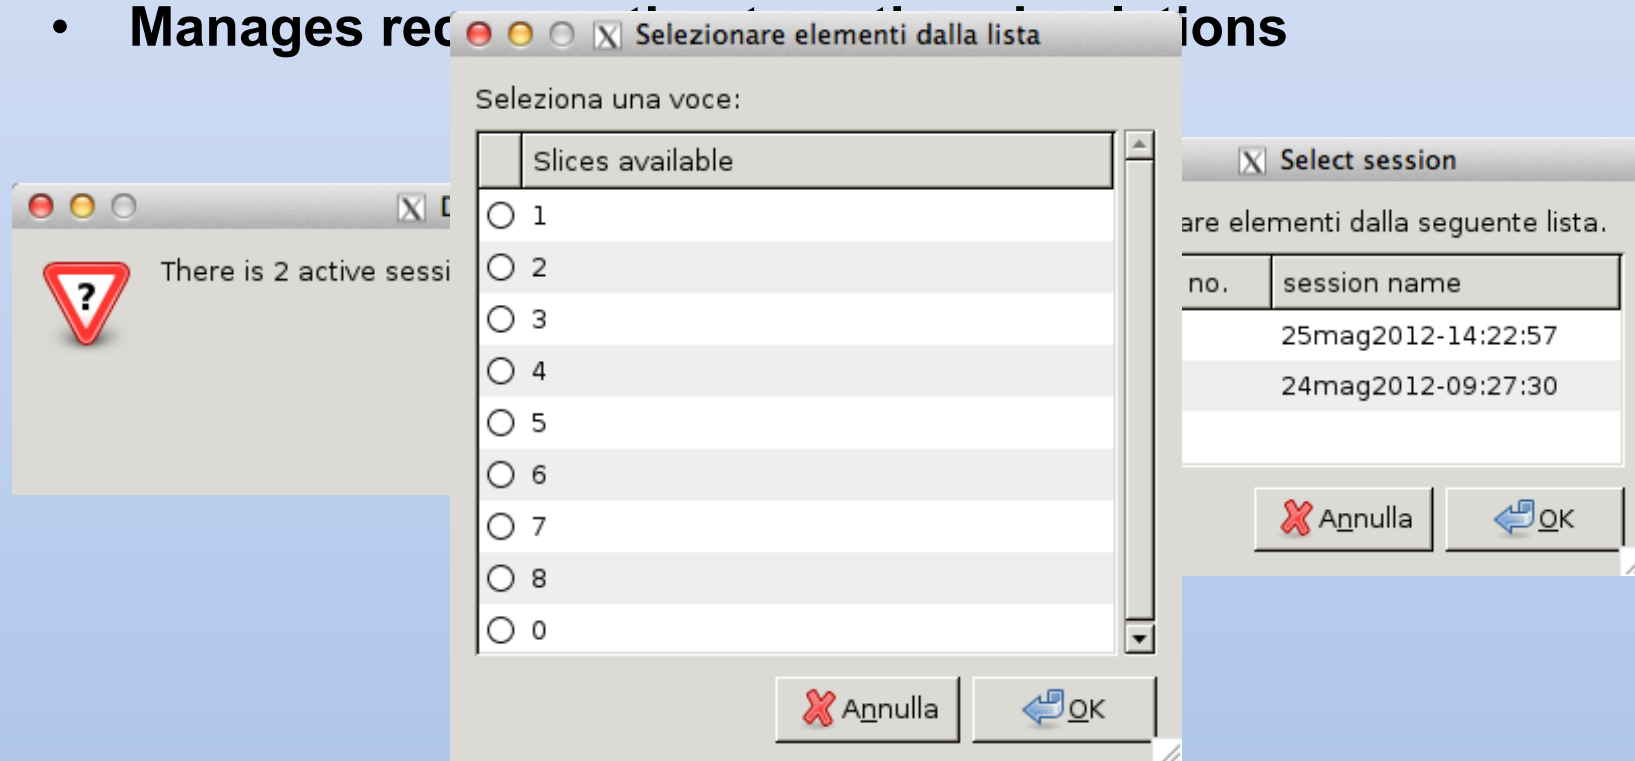 • Manages ions
Selezionare elementi dalla lista
Seleziona una voce:
Slices available
1
2
3
4
5
6
7
8
0
Annulla OK
There is 2 active sessi
Select session
are elementi dalla seguente lista.
no. session name
25mag2012-14:22:57
24mag2012-09:27:30
Annulla OK